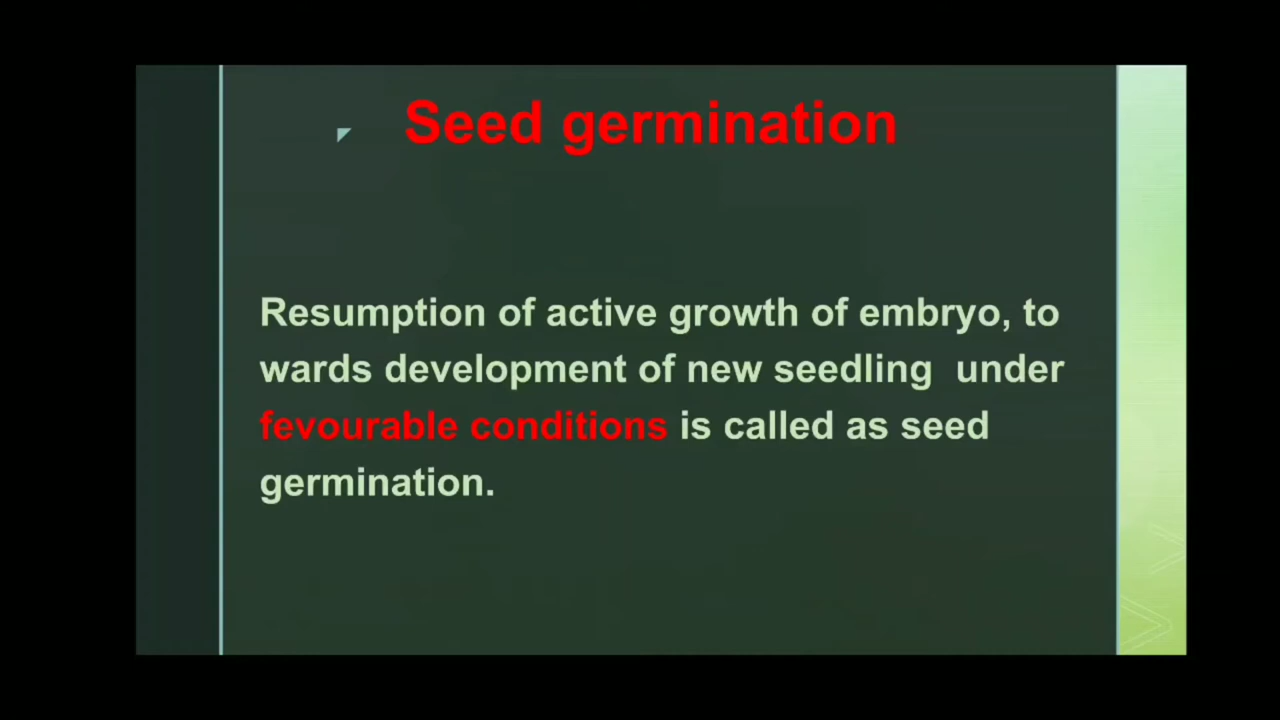 Seed germination
Resumption of active growth of embryo, to
wards development of new seedling  under
fevourable conditions is called as seed
germination.